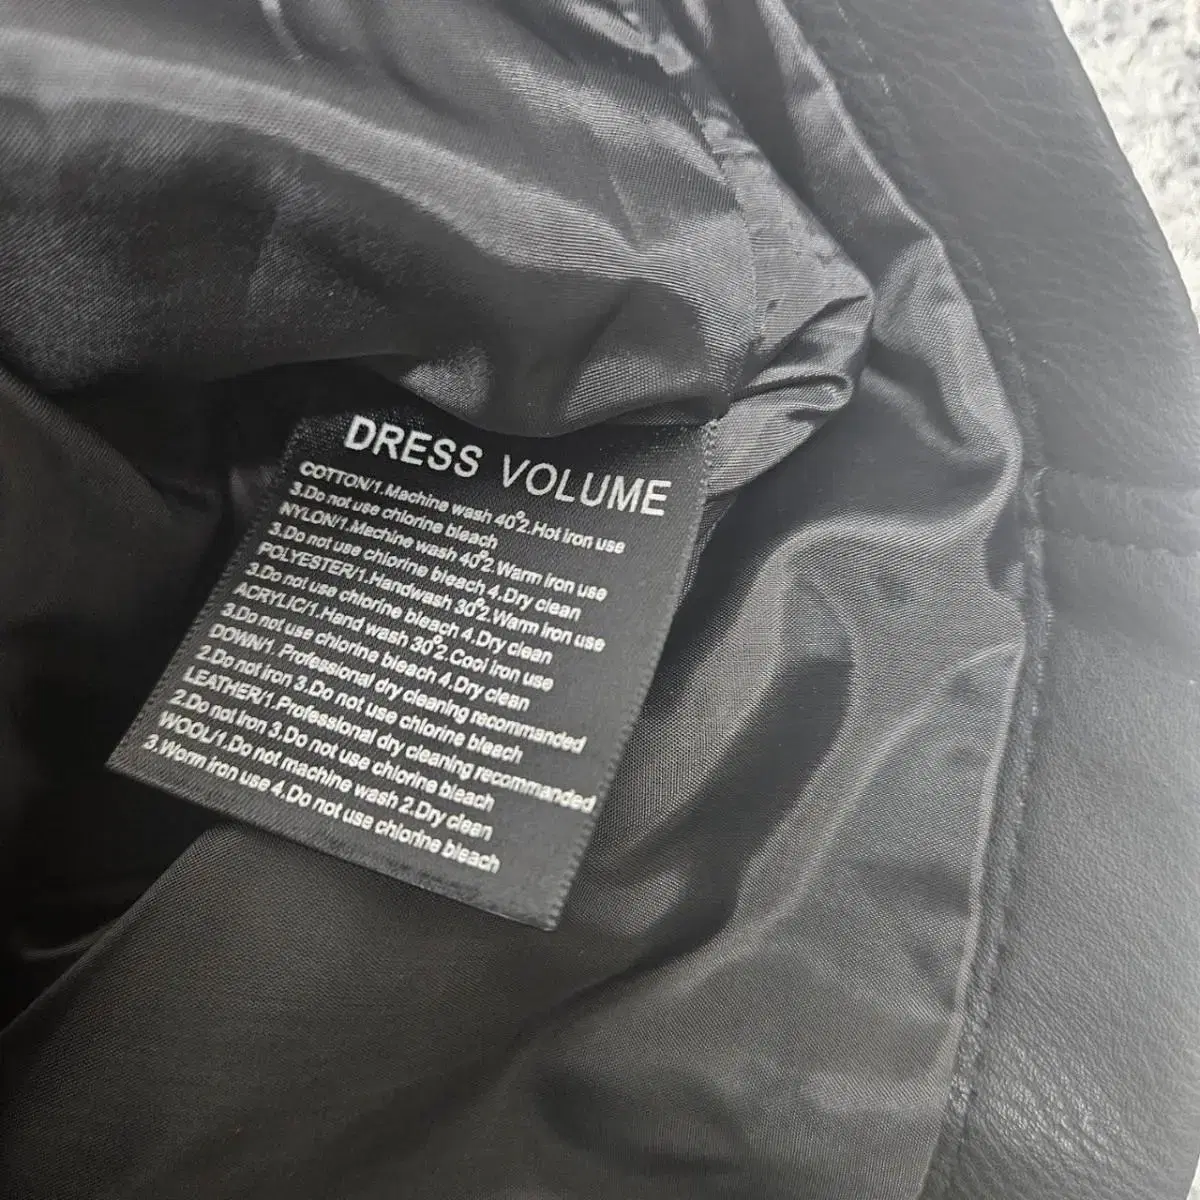 DRESS VOLUME
COTTON/1.Machine wash 40°2.Hot iron use
3.Do not use chlorine bleach
NYLON/1.Machine wash 40°2.Warm iron use
3.Do not use chlorine bleach 4.Dry clean
POLYESTER/1.Handwash 30°2.Warm iron use
3.Do not use chlorine bleach 4.Dry clean
ACRYLIC/1.Hand wash 30°2.Cool iron use
3.Do not use chlorine bleach 4.Dry clean
DOWN/1. Professional dry cleaning recommended
2.Do not iron 3.Do not use chlorine bleach
LEATHER/1.Professional dry cleaning recommended
2.Do not iron 3.Do not use chlorine bleach
WOOL/1.Do not machine wash 2.Dry clean
3.Worm iron use 4.Do not use chlorine bleach